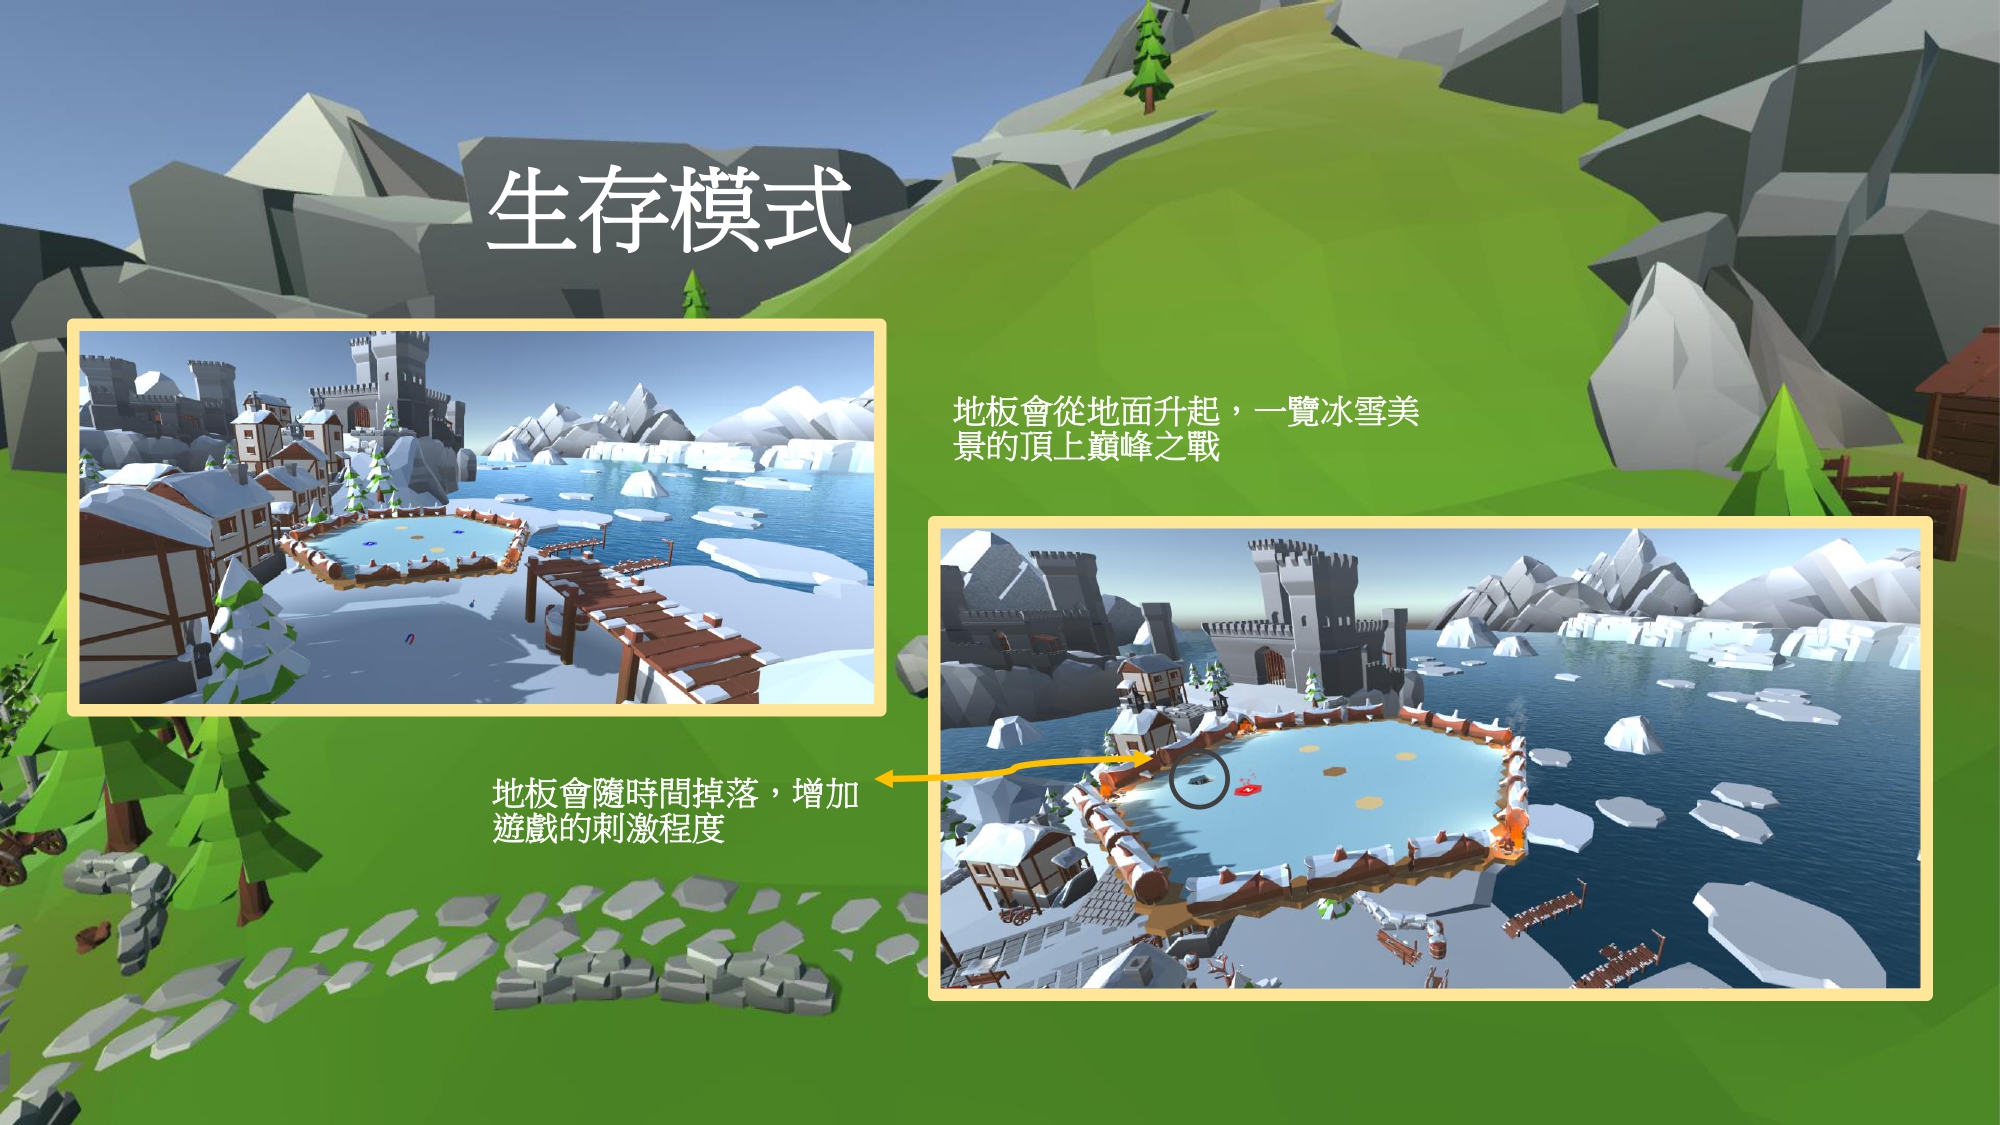 生存模式
地板會從地面升起，一覽冰雪美
景的頂上巔峰之戰
地板會隨時間掉落，增加
遊戲的刺激程度